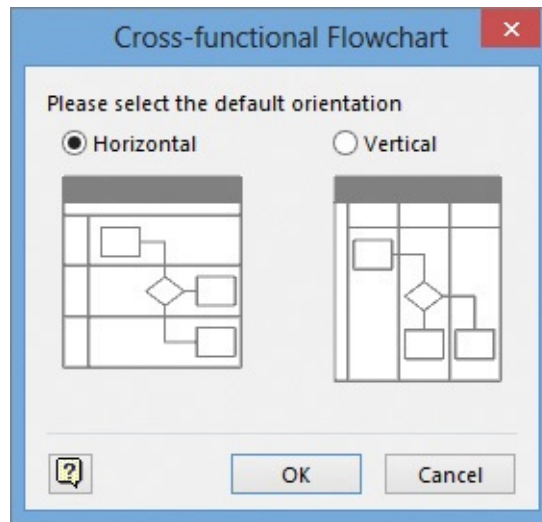 Cross-functional Flowchart
Please select the default orientation
Horizontal Vertical
?
OK Cancel